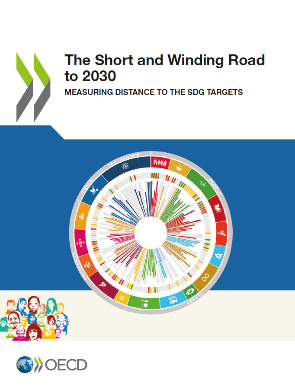 The Short and Winding Road
to 2030
MEASURING DISTANCE TO THE SDG TARGETS
OECD